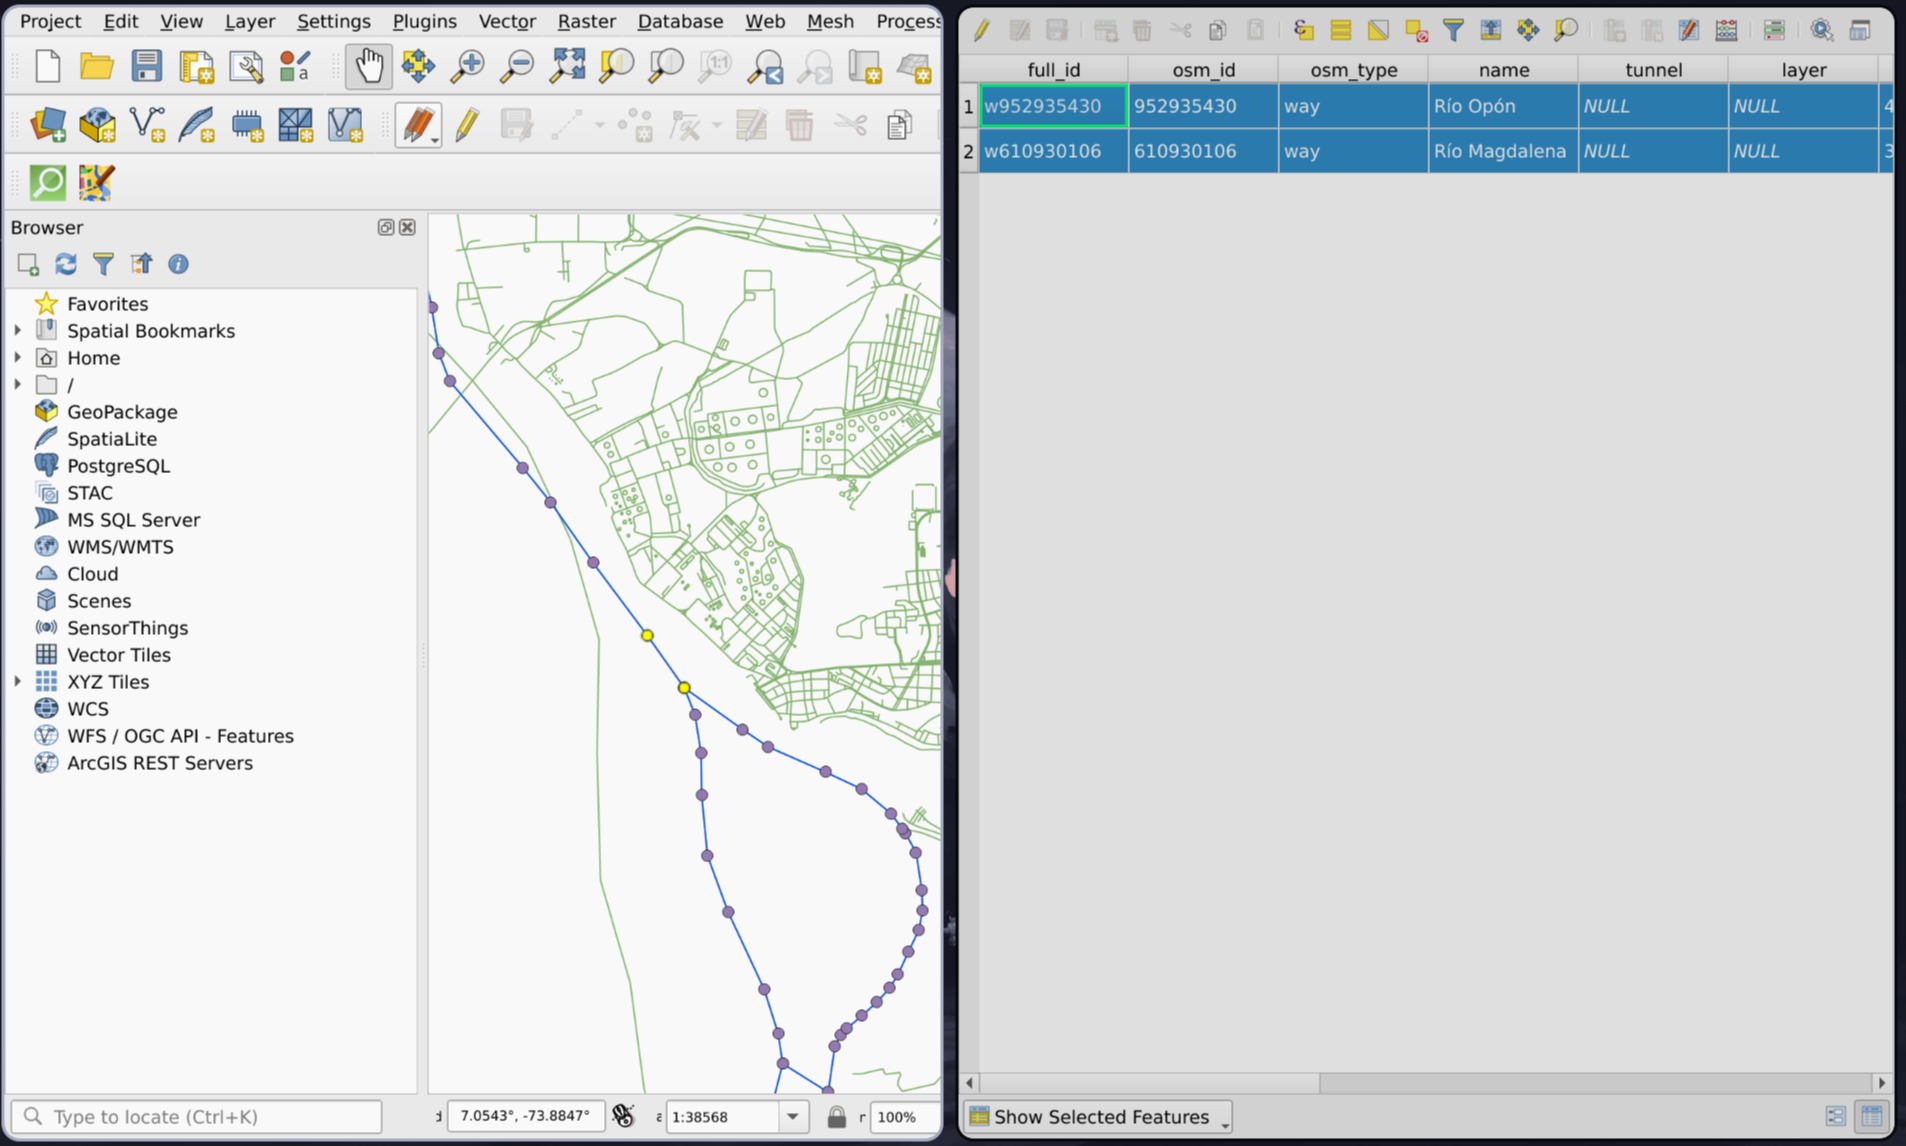 Project Edit View Layer Settings Plugins Vector Raster Database Web Mesh Process
a
1:1
Browser
Favorites
Spatial Bookmarks
Home
/
GeoPackage
SpatiaLite
PostgreSQL
STAC
MS SQL Server
WMS/WMTS
Cloud
Scenes
SensorThings
Vector Tiles
XYZ Tiles
WCS
WFS / OGC API - Features
ArcGIS REST Servers
Type to locate (Ctrl+K)
7.0543°, -73.8847°
a 1:38568
r 100%
full_id osm_id osm_type name tunnel layer
1 w952935430 952935430 way Río Opón NULL NULL 4
2 w610930106 610930106 way Río Magdalena NULL NULL 3
Show Selected Features